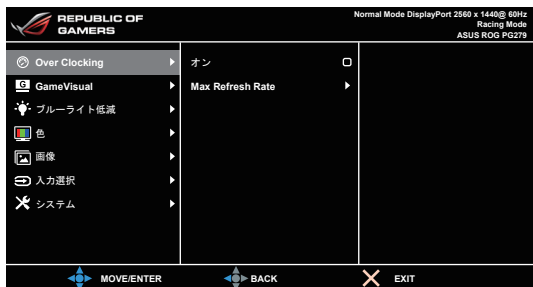 REPUBLIC OF
GAMERS
Normal Mode DisplayPort 2560 x 1440@ 60Hz
Racing Mode
ASUS ROG PG279
Over Clocking
オン
G GameVisual
Max Refresh Rate
ブルーライト低減
色
画像
入力選択
システム
MOVE/ENTER
BACK
EXIT